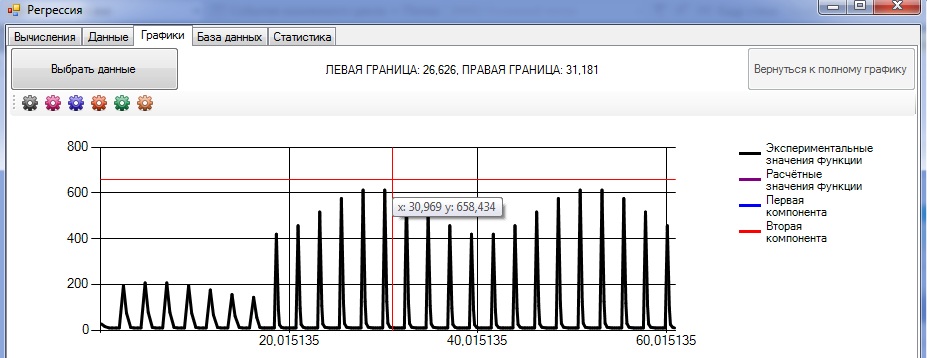 Регрессия
Вычисления Данные Графики База данных Статистика
Выбрать данные
ЛЕВАЯ ГРАНИЦА: 26,626, ПРАВАЯ ГРАНИЦА: 31,181
Вернуться к полному графику
800
600
400
200
0
x: 30,969 y: 658,434
20,015135 40,015135 60,015135
Экспериментальные
значения функции
Расчётные
значения функции
Первая
компонента
Вторая
компонента